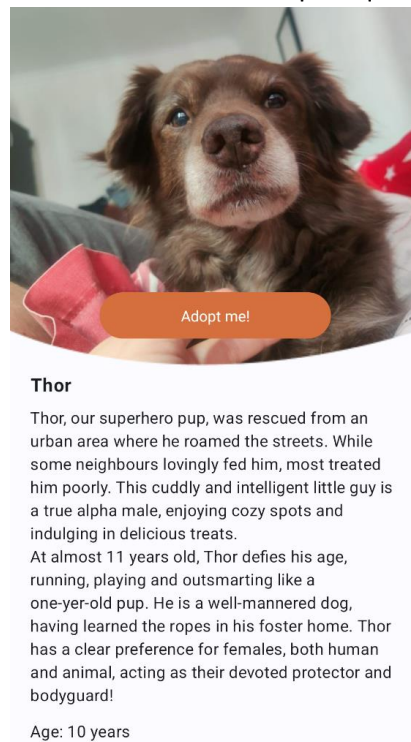 Adopt me!
Thor
Thor, our superhero pup, was rescued from an
urban area where he roamed the streets. While
some neighbours lovingly fed him, most treated
him poorly. This cuddly and intelligent little guy is
a true alpha male, enjoying cozy spots and
indulging in delicious treats.
At almost 11 years old, Thor defies his age,
running, playing and outsmarting like a
one-yer-old pup. He is a well-mannered dog,
having learned the ropes in his foster home. Thor
has a clear preference for females, both human
and animal, acting as their devoted protector and
bodyguard!
Age: 10 years